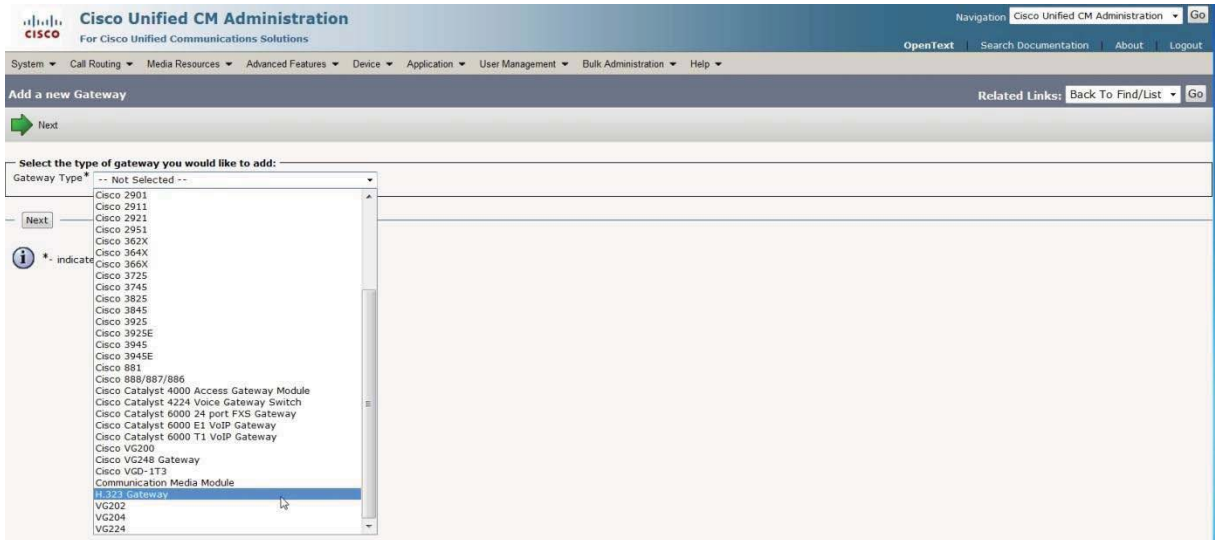 cisco
Cisco Unified CM Administration
For Cisco Unified Communications Solutions
Navigation Cisco Unified CM Administration Go
OpenText Search Documentation About Logout
System Call Routing Media Resources Advanced Features Device Application User Management Bulk Administration Help
Add a new Gateway
Related Links: Back To Find/List Go
Next
Select the type of gateway you would like to add:
Gateway Type* -- Not Selected --
Cisco 2901
Cisco 2911
Cisco 2921
Cisco 2951
Cisco 362X
Cisco 364X
Cisco 366X
Cisco 3725
Cisco 3745
Cisco 3825
Cisco 3845
Cisco 3925
Cisco 3925E
Cisco 3945
Cisco 3945E
Cisco 881
Cisco 888/887/886
Cisco Catalyst 4000 Access Gateway Module
Cisco Catalyst 4224 Voice Gateway Switch
Cisco Catalyst 6000 24 port FXS Gateway
Cisco Catalyst 6000 E1 VoIP Gateway
Cisco Catalyst 6000 T1 VoIP Gateway
Cisco VG200
Cisco VG248 Gateway
Cisco VGD-1T3
Communication Media Module
H.323 Gateway
VG202
VG204
VG224
Next
*- indicate